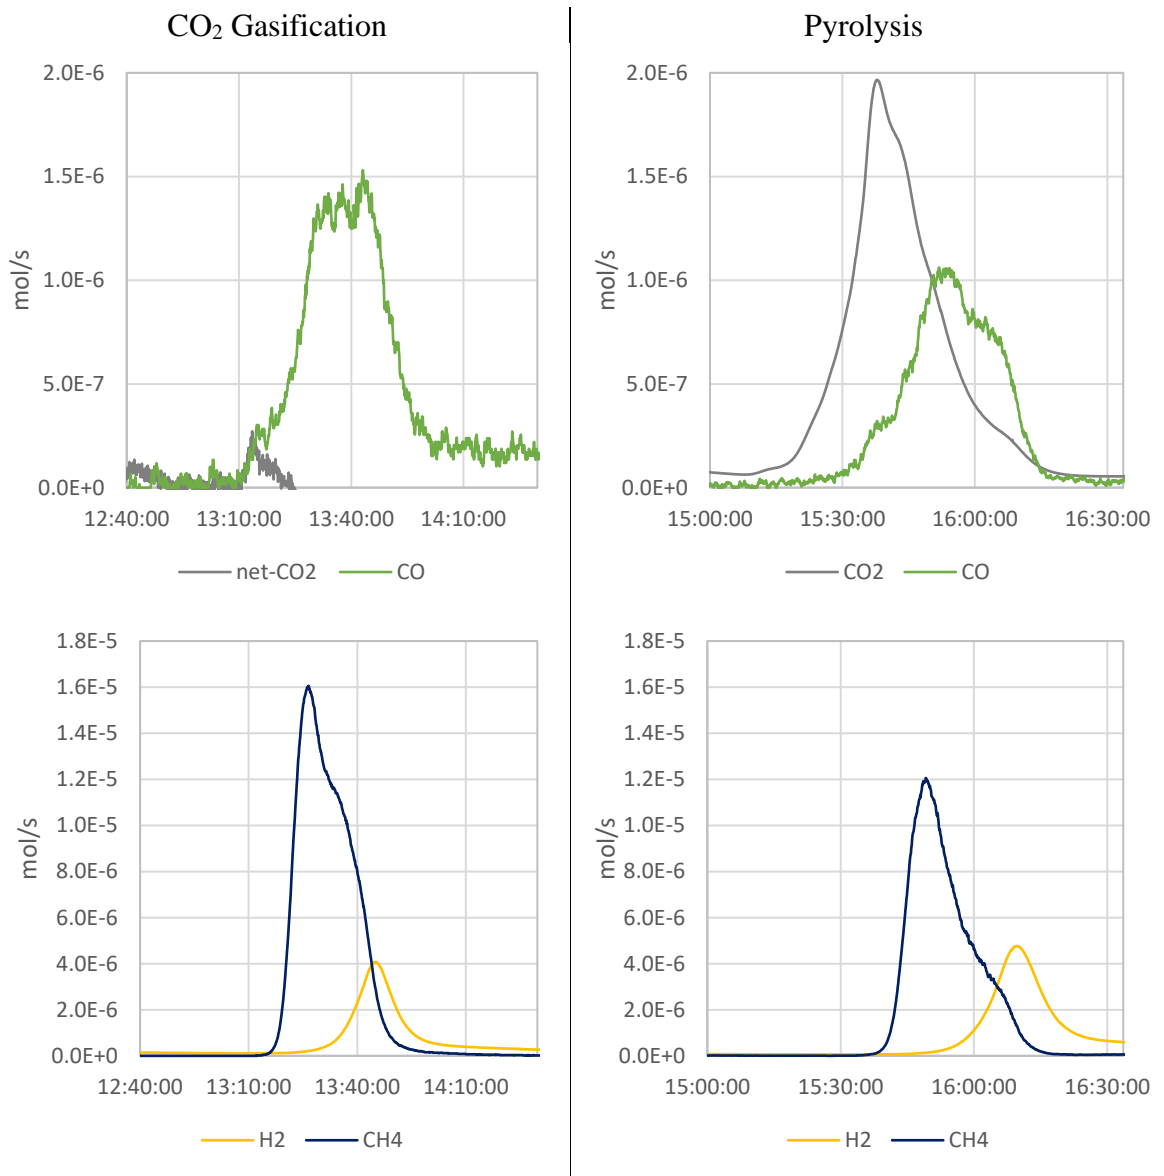 CO₂ Gasification
Pyrolysis
2.0E-6
1.5E-6
1.0E-6
5.0E-7
0.0E+0
mol/s
12:40:00 13:10:00 13:40:00 14:10:00
net-CO2 CO
2.0E-6
1.5E-6
1.0E-6
5.0E-7
0.0E+0
mol/s
15:00:00 15:30:00 16:00:00 16:30:00
CO2 CO
1.8E-5
1.6E-5
1.4E-5
1.2E-5
1.0E-5
8.0E-6
6.0E-6
4.0E-6
2.0E-6
0.0E+0
mol/s
12:40:00 13:10:00 13:40:00 14:10:00
H2 CH4
1.8E-5
1.6E-5
1.4E-5
1.2E-5
1.0E-5
8.0E-6
6.0E-6
4.0E-6
2.0E-6
0.0E+0
mol/s
15:00:00 15:30:00 16:00:00 16:30:00
H2 CH4